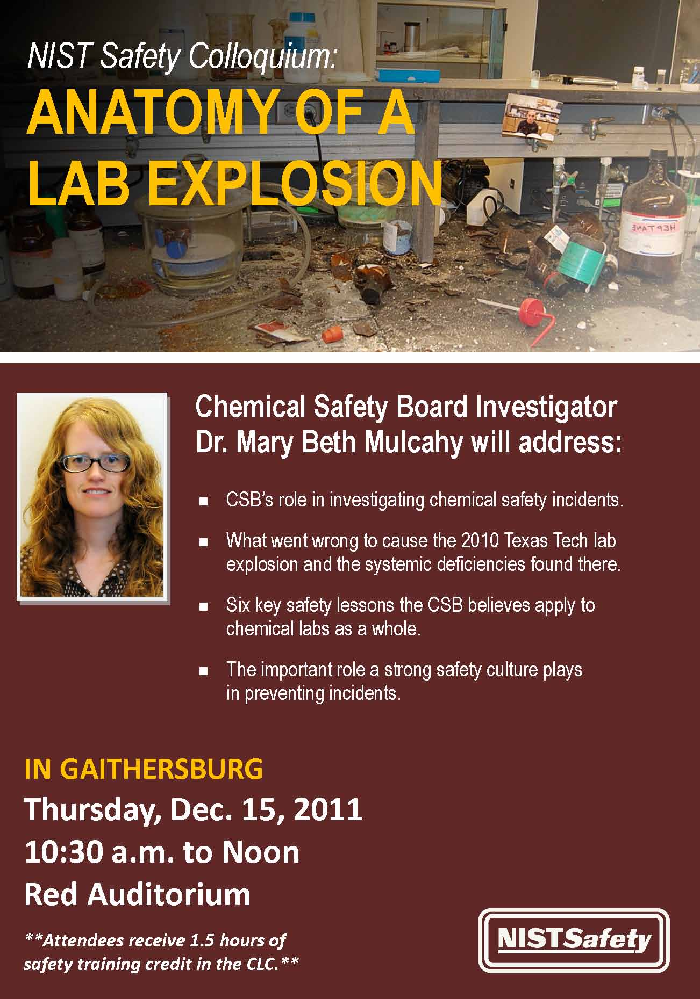 NIST Safety Colloquium:
ANATOMY OF A
LAB EXPLOSION
HEPTANE
Chemical Safety Board Investigator
Dr. Mary Beth Mulcahy will address:
▪ CSB’s role in investigating chemical safety incidents.
▪ What went wrong to cause the 2010 Texas Tech lab
explosion and the systemic deficiencies found there.
▪ Six key safety lessons the CSB believes apply to
chemical labs as a whole.
▪ The important role a strong safety culture plays
in preventing incidents.
IN GAITHERSBURG
Thursday, Dec. 15, 2011
10:30 a.m. to Noon
Red Auditorium
**Attendees receive 1.5 hours of
safety training credit in the CLC.**
NISTSafety